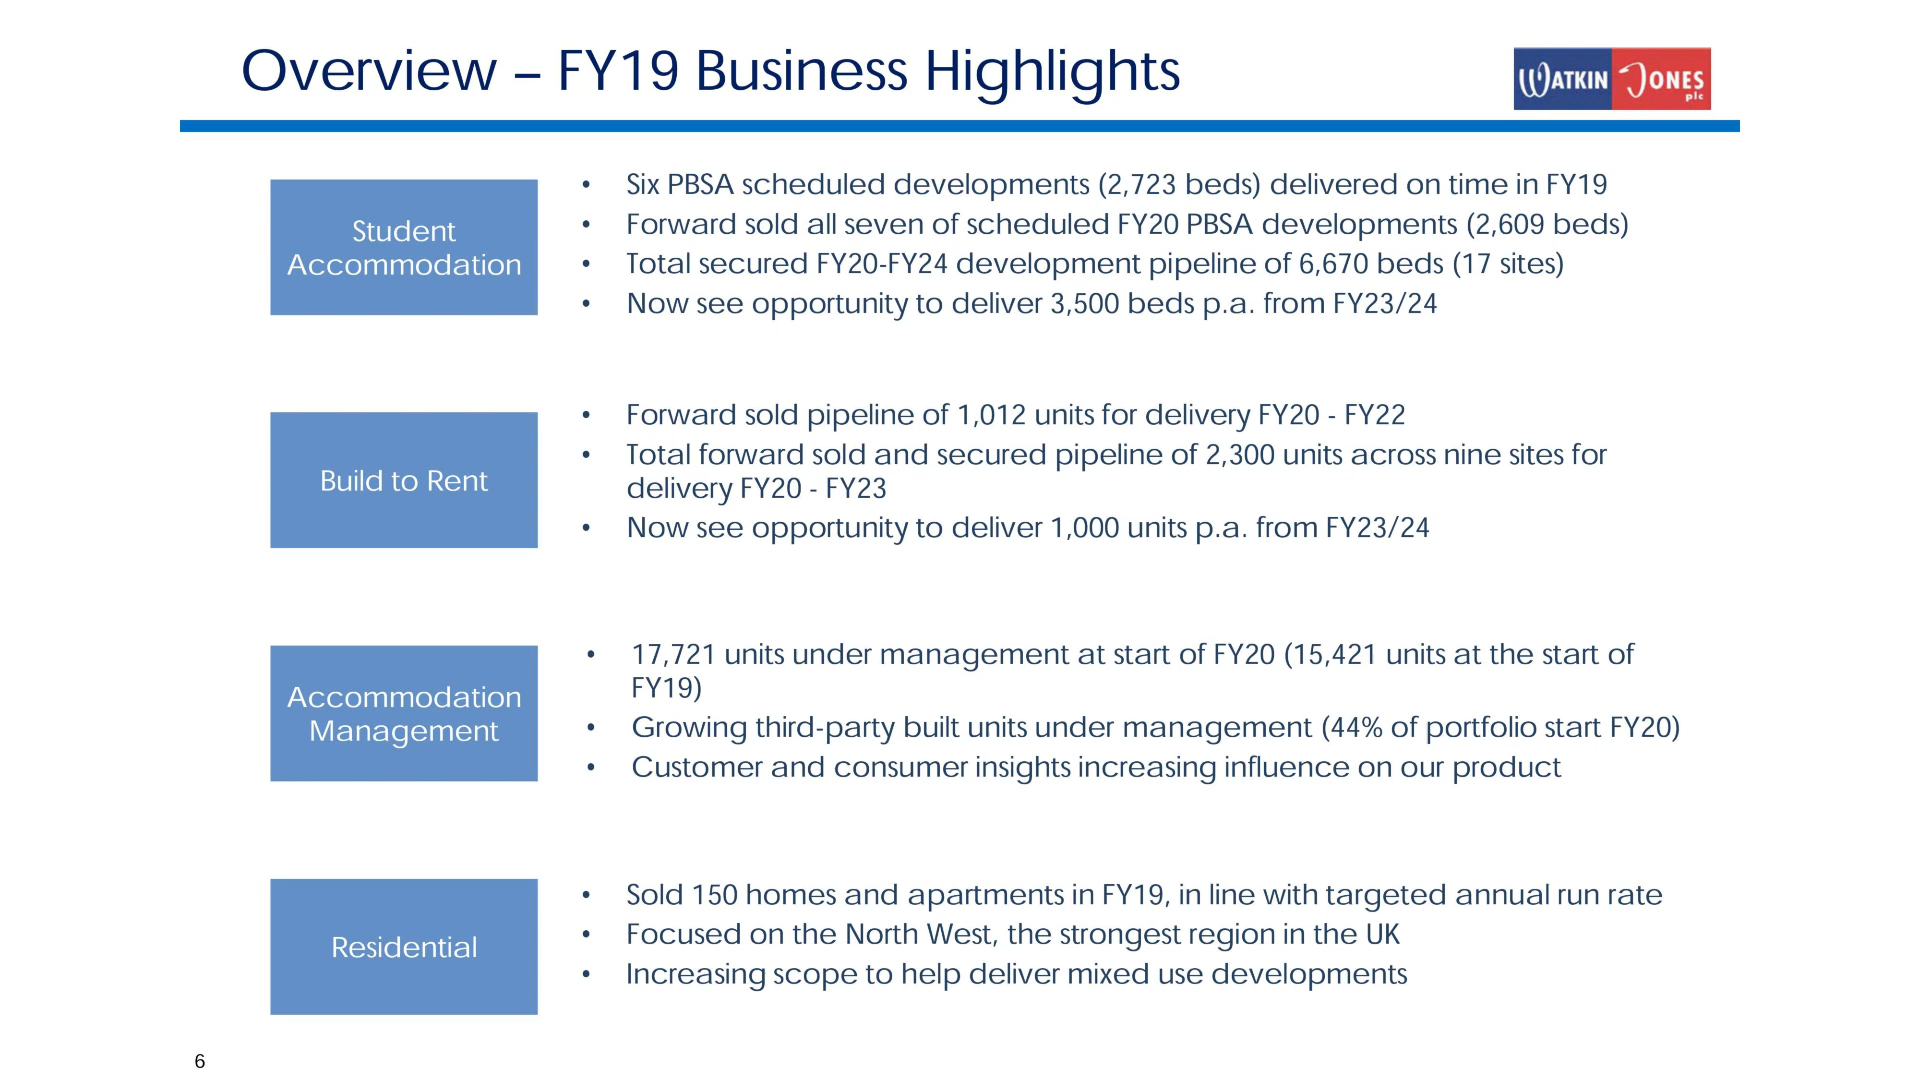 Overview – FY19 Business Highlights
WATKIN JONES
plc
Student
Accommodation
• Six PBSA scheduled developments (2,723 beds) delivered on time in FY19
• Forward sold all seven of scheduled FY20 PBSA developments (2,609 beds)
• Total secured FY20-FY24 development pipeline of 6,670 beds (17 sites)
• Now see opportunity to deliver 3,500 beds p.a. from FY23/24
Build to Rent
• Forward sold pipeline of 1,012 units for delivery FY20 - FY22
• Total forward sold and secured pipeline of 2,300 units across nine sites for
delivery FY20 - FY23
• Now see opportunity to deliver 1,000 units p.a. from FY23/24
Accommodation
Management
• 17,721 units under management at start of FY20 (15,421 units at the start of
FY19)
• Growing third-party built units under management (44% of portfolio start FY20)
• Customer and consumer insights increasing influence on our product
Residential
• Sold 150 homes and apartments in FY19, in line with targeted annual run rate
• Focused on the North West, the strongest region in the UK
• Increasing scope to help deliver mixed use developments
6